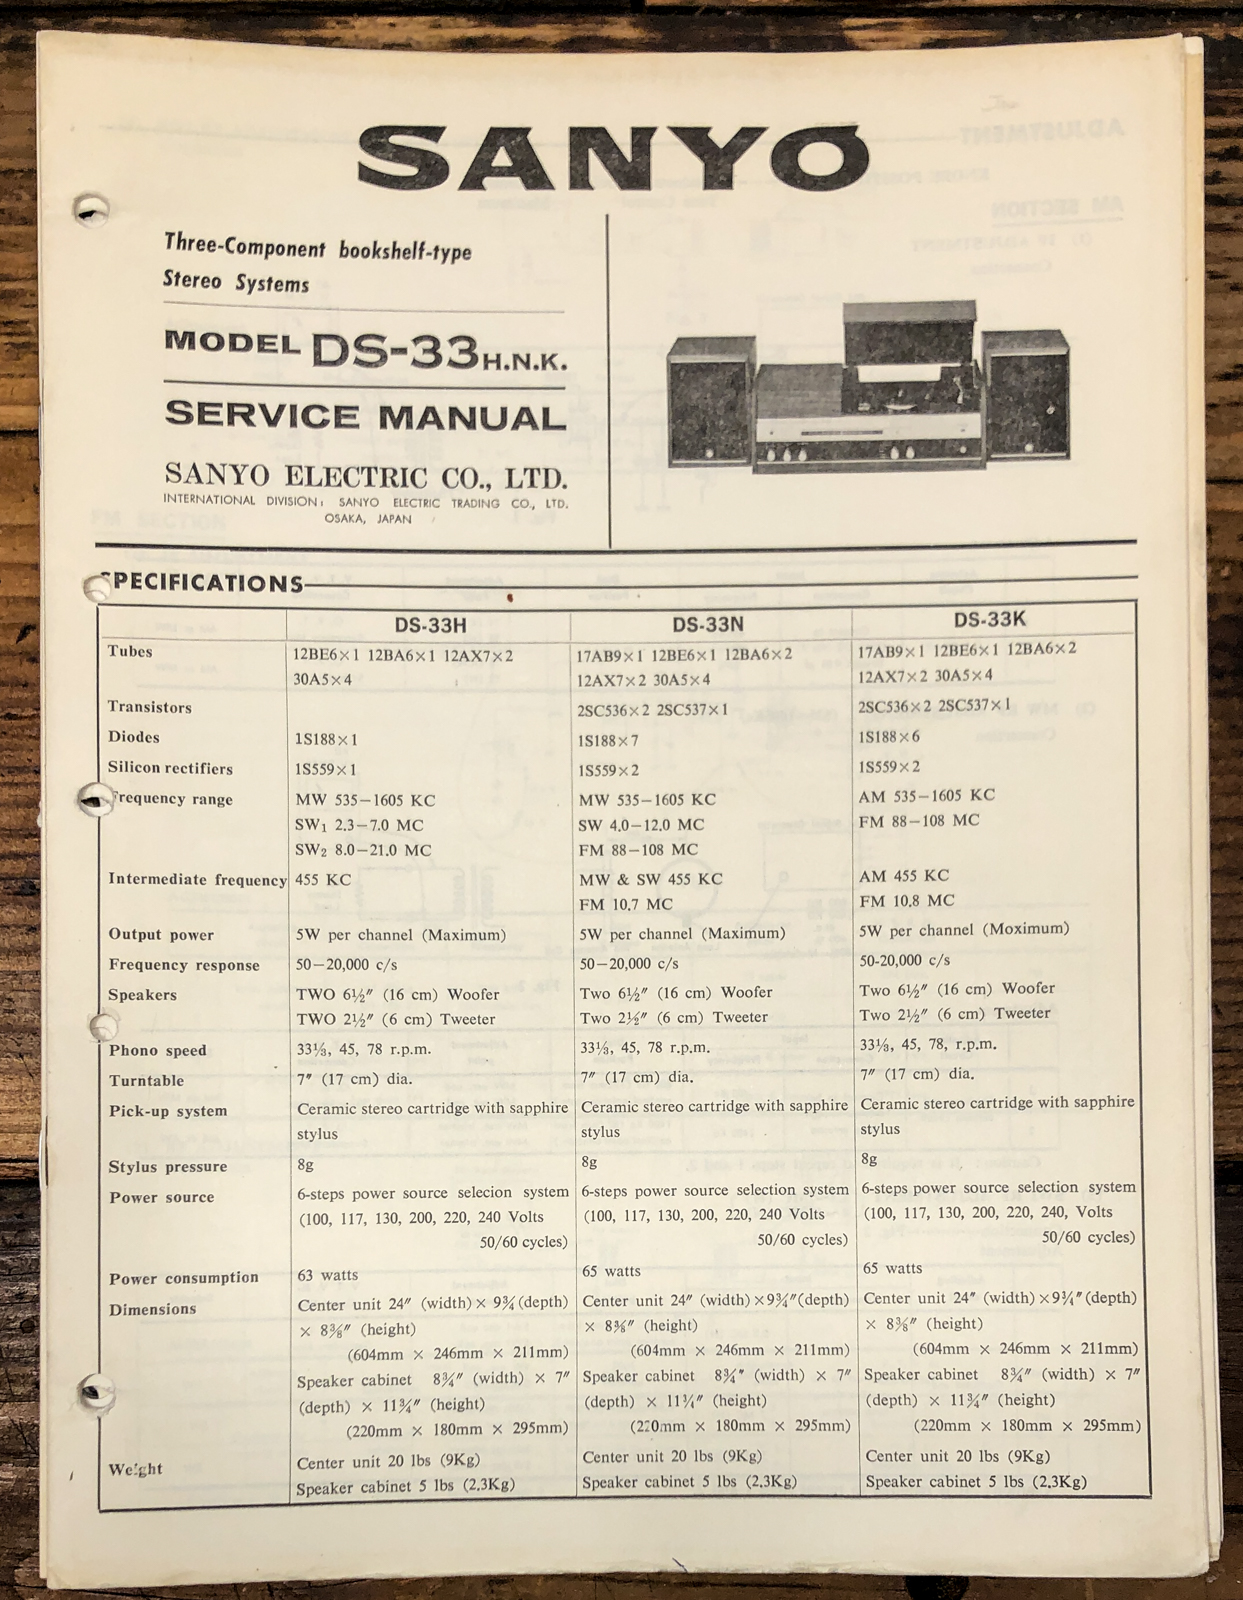 SANYO
Three-Component bookshelf-type
Stereo Systems
MODEL DS-33H.N.K.
SERVICE MANUAL
SANYO ELECTRIC CO., LTD.
INTERNATIONAL DIVISION: SANYO ELECTRIC TRADING CO., LTD.
OSAKA, JAPAN
SPECIFICATIONS
DS-33H DS-33N DS-33K
Tubes 12BE6×1 12BA6×1 12AX7×2 17AB9×1 12BE6×1 12BA6×2 17AB9×1 12BE6×1 12BA6×2
30A5×4 12AX7×2 30A5×4 12AX7×2 30A5×4
Transistors 2SC536×2 2SC537×1 2SC536×2 2SC537×1
Diodes 1S188×1 1S188×7 1S188×6
Silicon rectifiers 1S559×1 1S559×2 1S559×2
Frequency range MW 535-1605 KC MW 535-1605 KC AM 535-1605 KC
SW₁ 2.3-7.0 MC SW 4.0-12.0 MC FM 88-108 MC
SW₂ 8.0-21.0 MC FM 88-108 MC
Intermediate frequency 455 KC MW & SW 455 KC AM 455 KC
FM 10.7 MC FM 10.8 MC
Output power 5W per channel (Maximum) 5W per channel (Maximum) 5W per channel (Moximum)
Frequency response 50-20,000 c/s 50-20,000 c/s 50-20,000 c/s
Speakers TWO 6½″ (16 cm) Woofer Two 6½″ (16 cm) Woofer Two 6½″ (16 cm) Woofer
TWO 2½″ (6 cm) Tweeter Two 2½″ (6 cm) Tweeter Two 2½″ (6 cm) Tweeter
Phono speed 33⅓, 45, 78 r.p.m. 33⅓, 45, 78 r.p.m. 33⅓, 45, 78, r.p.m.
Turntable 7″ (17 cm) dia. 7″ (17 cm) dia. 7″ (17 cm) dia.
Pick-up system Ceramic stereo cartridge with sapphire Ceramic stereo cartridge with sapphire Ceramic stereo cartridge with sapphire
stylus stylus stylus
Stylus pressure 8g 8g 8g
Power source 6-steps power source selecion system 6-steps power source selection system 6-steps power source selection system
(100, 117, 130, 200, 220, 240 Volts (100, 117, 130, 200, 220, 240 Volts (100, 117, 130, 200, 220, 240, Volts
50/60 cycles) 50/60 cycles) 50/60 cycles)
Power consumption 63 watts 65 watts 65 watts
Dimensions Center unit 24″ (width) × 9¾ (depth) Center unit 24″ (width) ×9¾″(depth) Center unit 24″ (width) ×9¾″(depth)
× 8⅜″ (height) × 8⅜″ (height) × 8⅜″ (height)
(604mm × 246mm × 211mm) (604mm × 246mm × 211mm) (604mm × 246mm × 211mm)
Speaker cabinet 8¾″ (width) × 7″ Speaker cabinet 8¾″ (width) × 7″ Speaker cabinet 8¾″ (width) × 7″
(depth) × 11¾″ (height) (depth) × 11¾″ (height) (depth) × 11¾″ (height)
(220mm × 180mm × 295mm) (220mm × 180mm × 295mm) (220mm × 180mm × 295mm)
Weight Center unit 20 lbs (9Kg) Center unit 20 lbs (9Kg) Center unit 20 lbs (9Kg)
Speaker cabinet 5 lbs (2.3Kg) Speaker cabinet 5 lbs (2.3Kg) Speaker cabinet 5 lbs (2.3Kg)